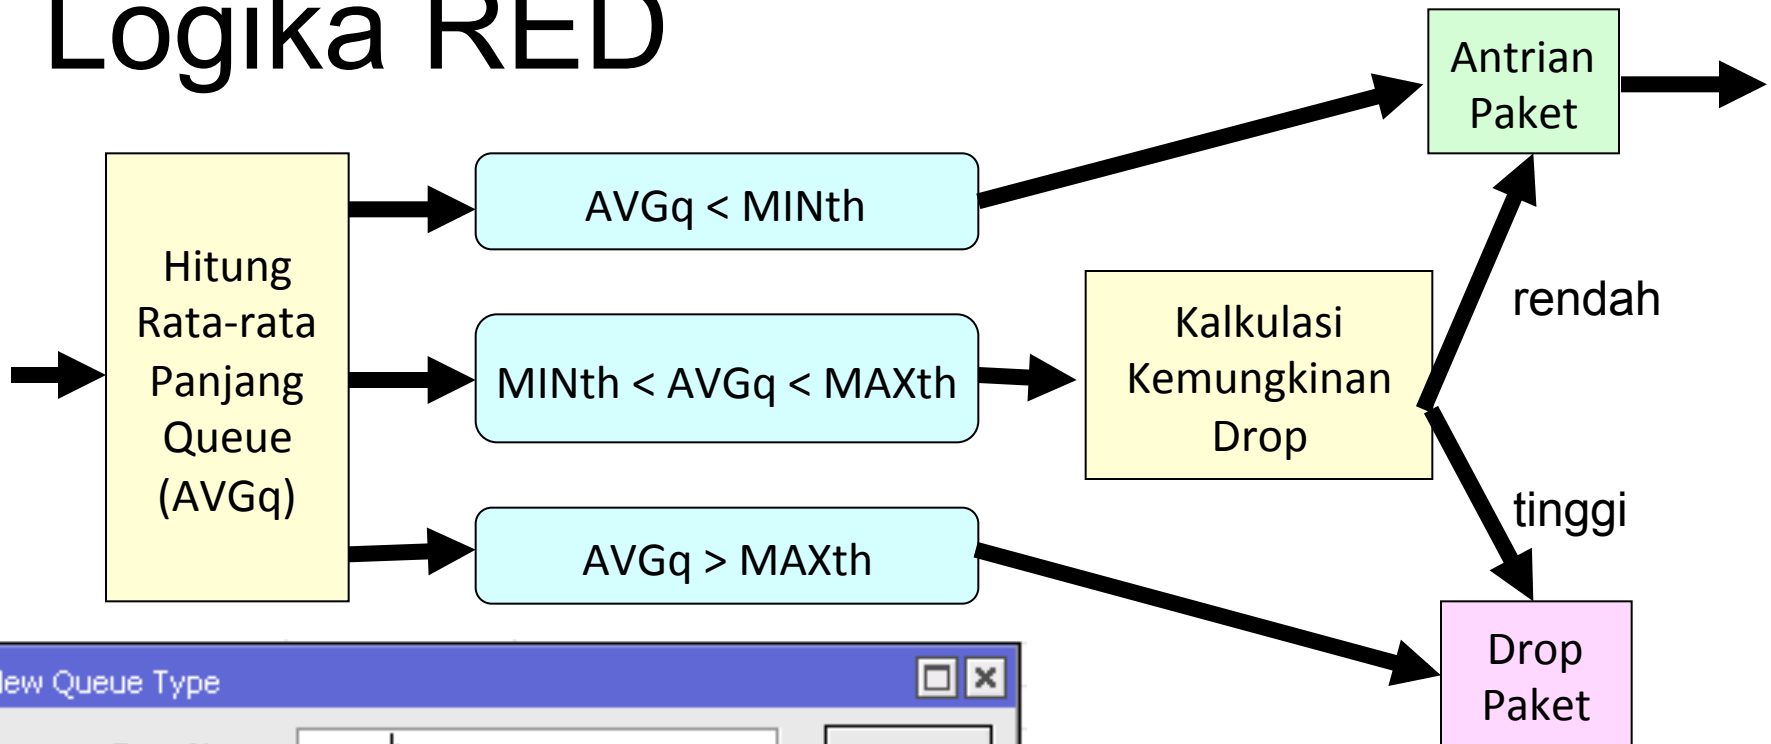 Logika RED
Antrian
Paket
Hitung
Rata-rata
Panjang
Queue
(AVGq)
AVGq < MINth
MINth < AVGq < MAXth
AVGq > MAXth
Kalkulasi
Kemungkinan
Drop
rendah
tinggi
Drop
Paket
New Queue Type